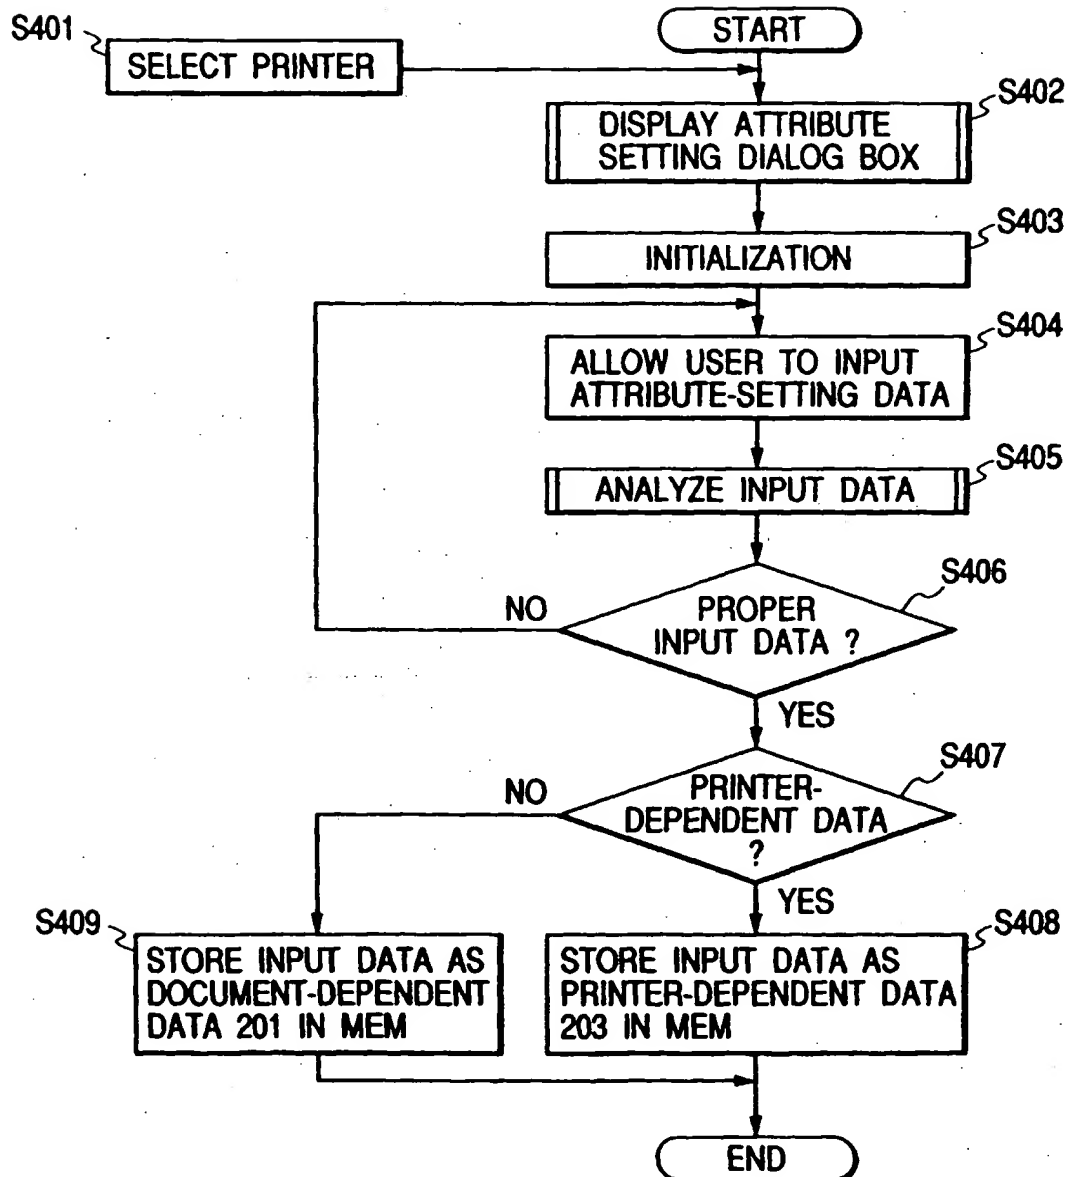 START
S401
SELECT PRINTER
S402
DISPLAY ATTRIBUTE
SETTING DIALOG BOX
S403
INITIALIZATION
S404
ALLOW USER TO INPUT
ATTRIBUTE-SETTING DATA
S405
ANALYZE INPUT DATA
S406
NO
PROPER
INPUT DATA ?
YES
S407
NO
PRINTER-
DEPENDENT DATA
?
YES
S409
STORE INPUT DATA AS
DOCUMENT-DEPENDENT
DATA 201 IN MEM
S408
STORE INPUT DATA AS
PRINTER-DEPENDENT DATA
203 IN MEM
END